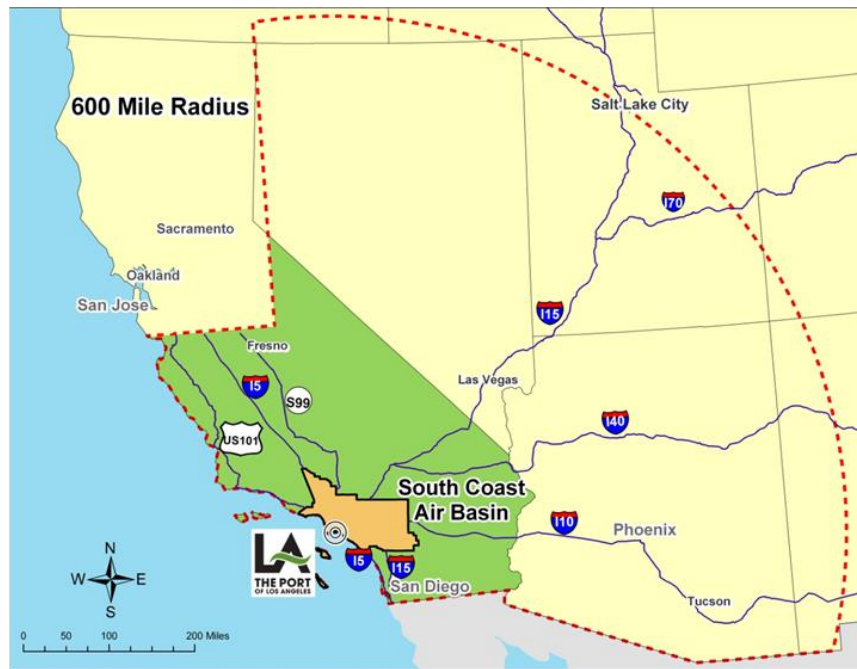 600 Mile Radius
Salt Lake City
I70
Sacramento
Oakland
San Jose
I15
Fresno
Las Vegas
I5
S99
I40
US101
South Coast
Air Basin
I10
Phoenix
LA
THE PORT
OF LOS ANGELES
I5
I15
San Diego
Tucson
N
W
E
S
0 50 100 200 Miles